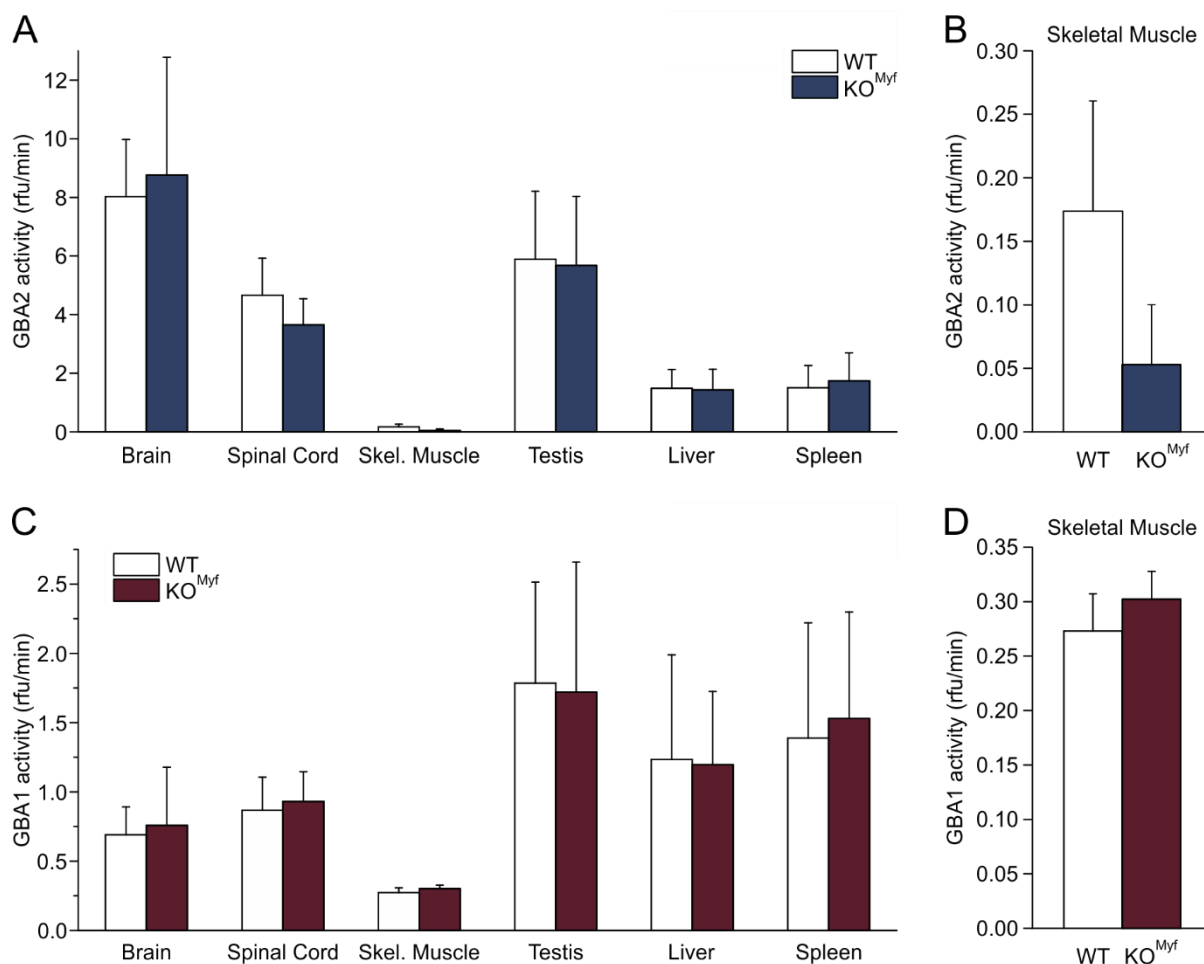 A
GBA2 activity (rfu/min)
12
10
8
6
4
2
0
WT
KO^Myf
Brain Spinal Cord Skel. Muscle Testis Liver Spleen
B
Skeletal Muscle
GBA2 activity (rfu/min)
0.30
0.25
0.20
0.15
0.10
0.05
0.00
WT KO^Myf
C
GBA1 activity (rfu/min)
2.5
2.0
1.5
1.0
0.5
0.0
WT
KO^Myf
Brain Spinal Cord Skel. Muscle Testis Liver Spleen
D
Skeletal Muscle
GBA1 activity (rfu/min)
0.35
0.30
0.25
0.20
0.15
0.10
0.05
0.00
WT KO^Myf